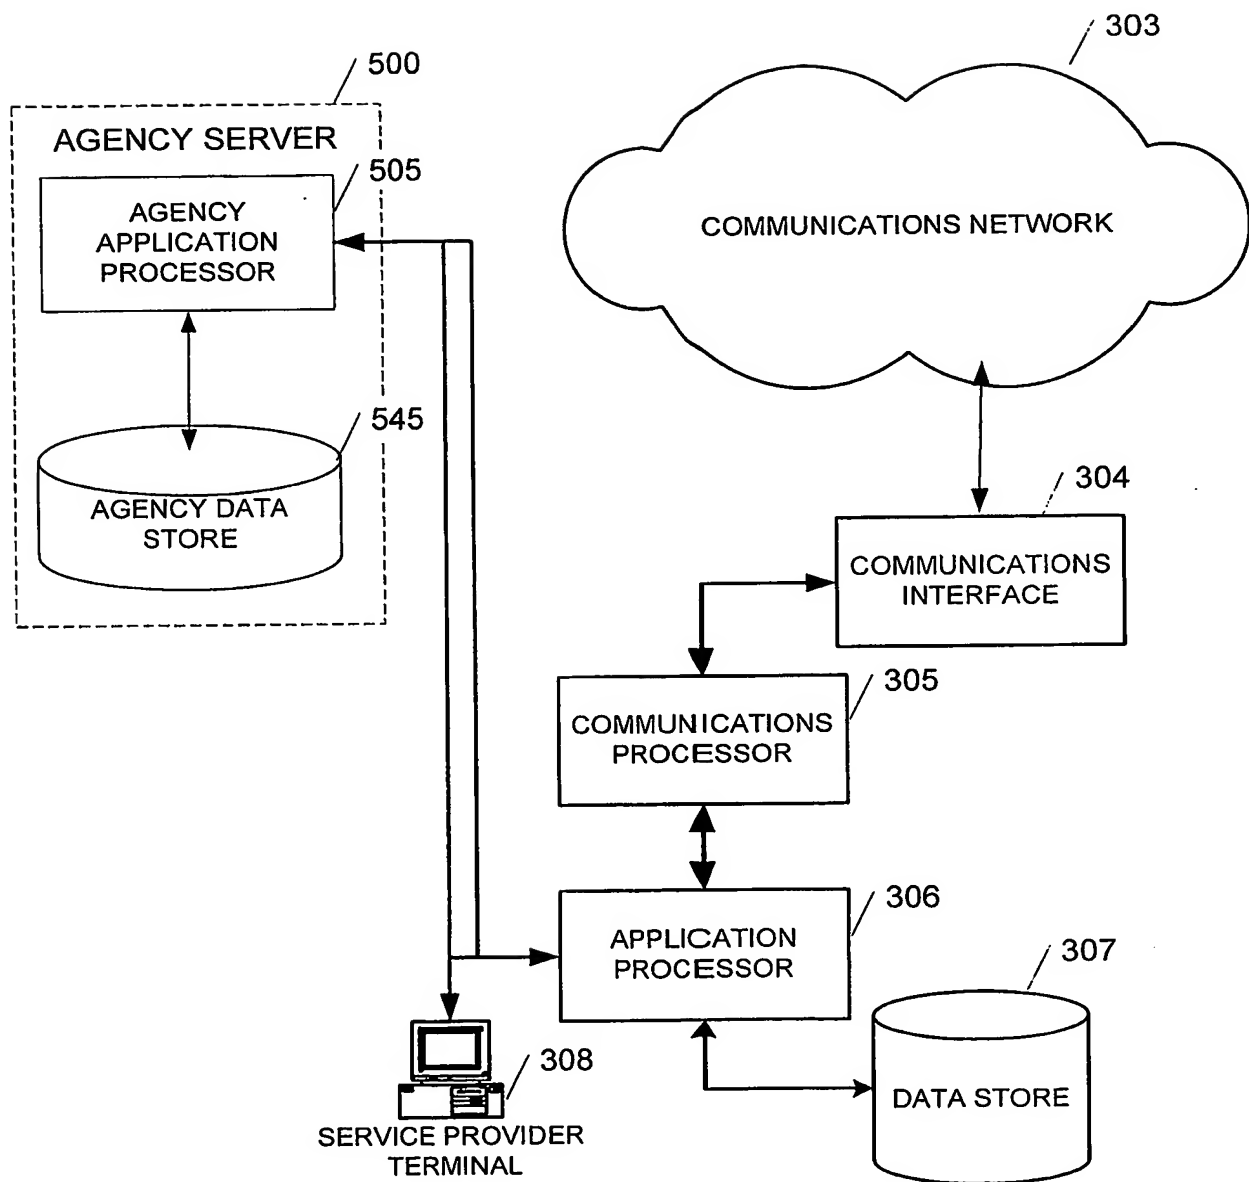 303
500
AGENCY SERVER
505
AGENCY
APPLICATION
PROCESSOR
COMMUNICATIONS NETWORK
545
AGENCY DATA
STORE
304
COMMUNICATIONS
INTERFACE
305
COMMUNICATIONS
PROCESSOR
306
APPLICATION
PROCESSOR
307
DATA STORE
308
SERVICE PROVIDER
TERMINAL